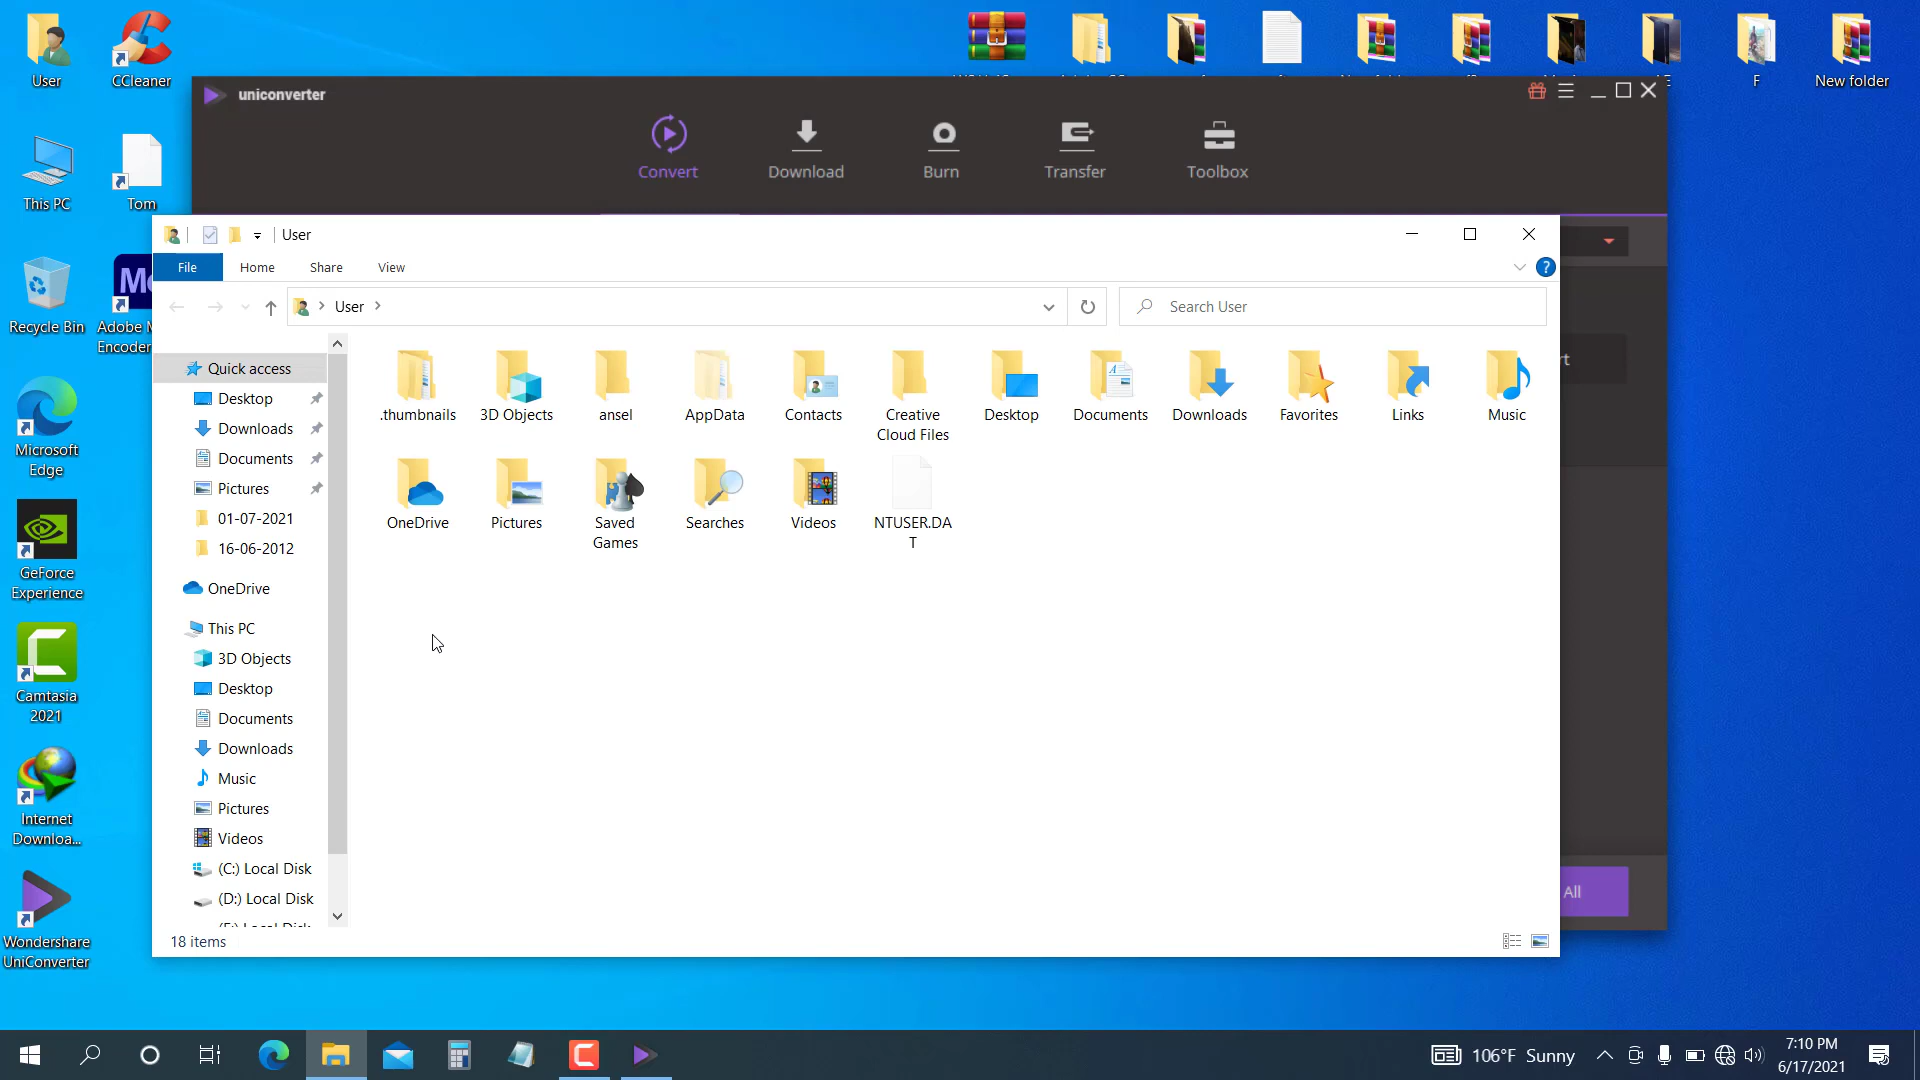 User
CCleaner
F
New folder
uniconverter
Convert
Download
Burn
Transfer
Toolbox
This PC
Tom
User
File
Home
Share
View
User
Search User
Recycle Bin
Adobe M
Encoder
Quick access
Desktop
Downloads
Documents
Pictures
01-07-2021
16-06-2012
OneDrive
This PC
3D Objects
Desktop
Documents
Downloads
Music
Pictures
Videos
(C:) Local Disk
(D:) Local Disk
.thumbnails
3D Objects
ansel
AppData
Contacts
Creative
Cloud Files
Desktop
Documents
Downloads
Favorites
Links
Music
OneDrive
Pictures
Saved
Games
Searches
Videos
NTUSER.DA
T
18 items
All
Microsoft
Edge
GeForce
Experience
Camtasia
2021
Internet
Downloa...
Wondershare
UniConverter
106°F Sunny
7:10 PM
6/17/2021